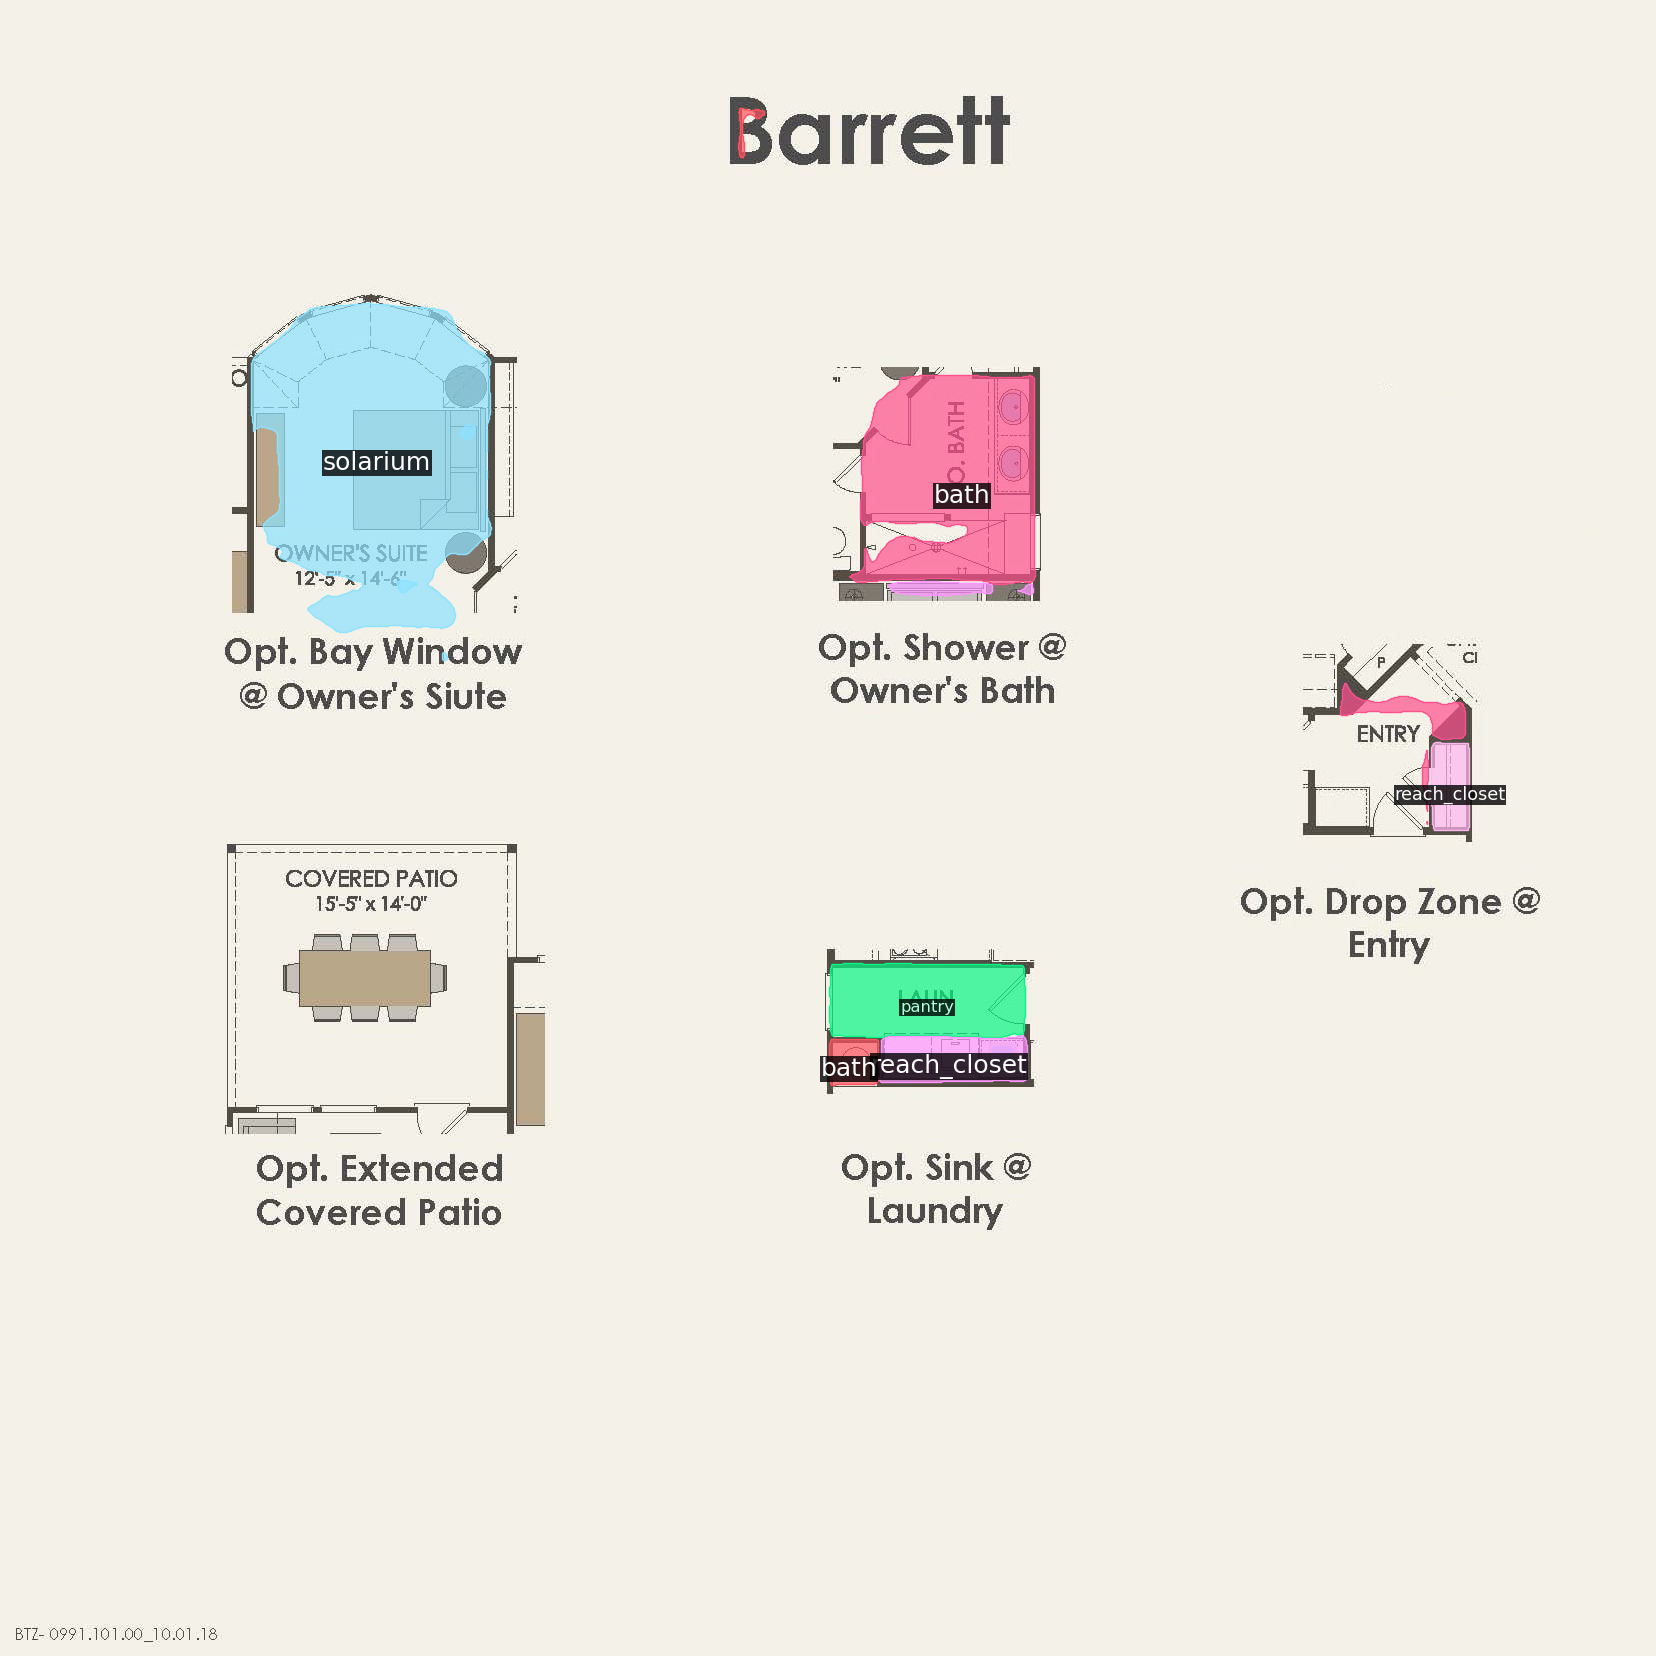 Barrett
solarium
OWNER'S SUITE
12'-5" x 14'-6"
Opt. Bay Window
@ Owner's Siute
O. BATH
bath
Opt. Shower @
Owner's Bath
P
ENTRY
reach_closet
Opt. Drop Zone @
Entry
COVERED PATIO
15'-5" x 14'-0"
Opt. Extended
Covered Patio
LAUN
pantry
bath
reach_closet
Opt. Sink @
Laundry
BTZ- 0991.101.00_10.01.18